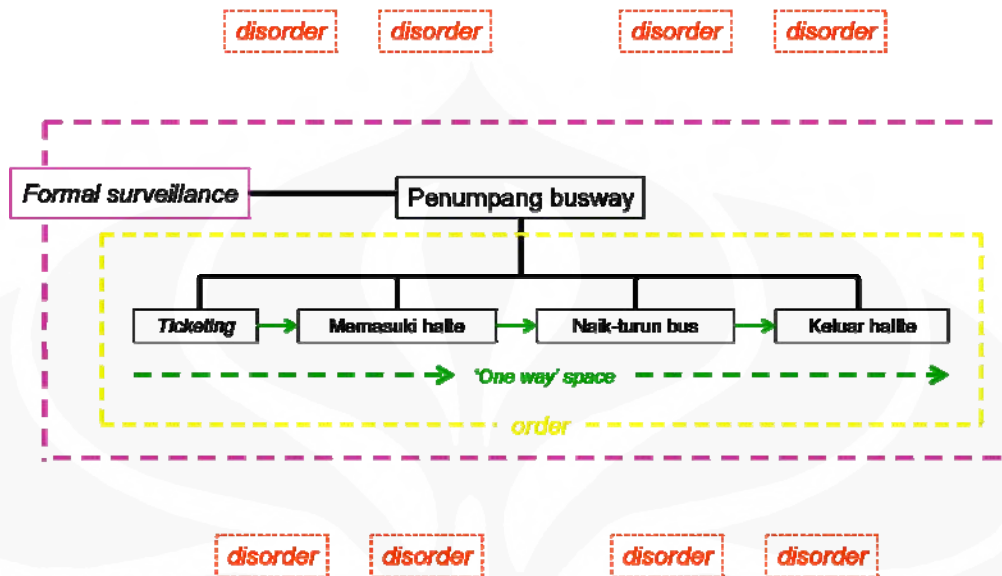 disorder disorder disorder disorder
Formal surveillance Penumpang busway
Ticketing Memasuki halte Naik-turun bus Keluar halite
'One way' space
order
disorder disorder disorder disorder